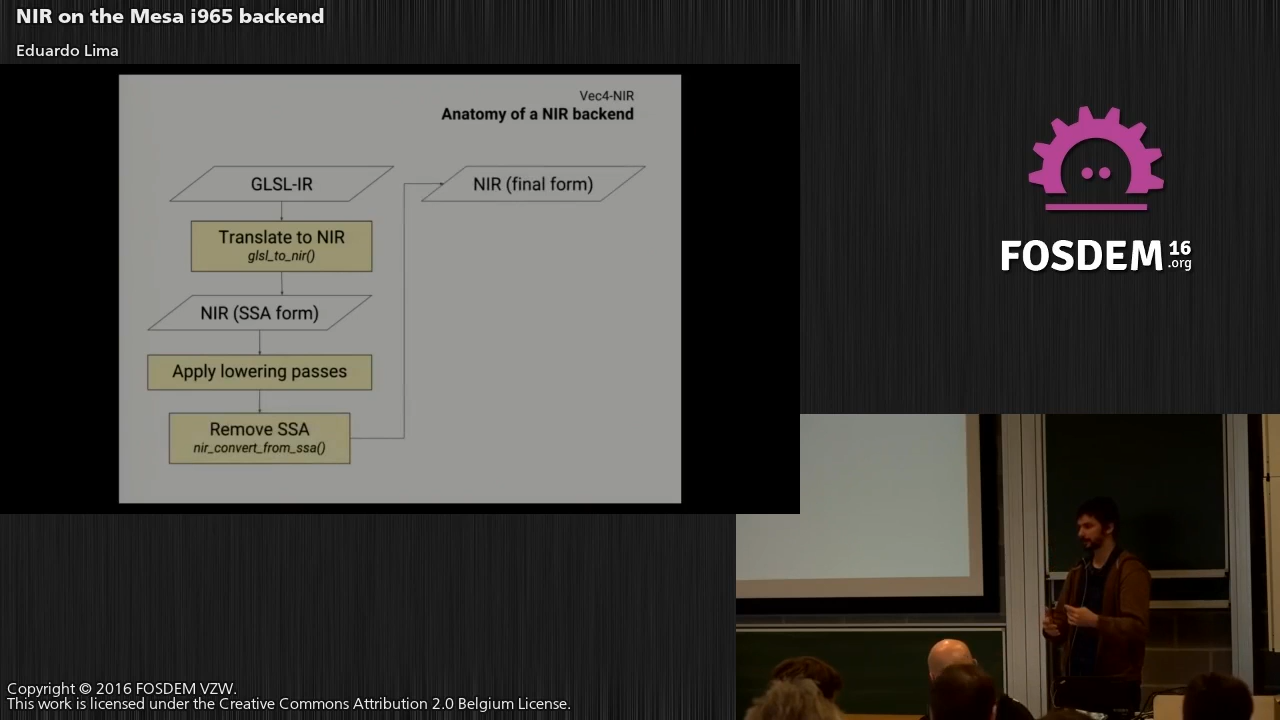 NIR on the Mesa i965 backend
Eduardo Lima
Vec4-NIR
Anatomy of a NIR backend
GLSL-IR
Translate to NIR
glsl_to_nir()
NIR (SSA form)
Apply lowering passes
Remove SSA
nir_convert_from_ssa()
NIR (final form)
FOSDEM 16
.org
Copyright © 2016 FOSDEM VZW.
This work is licensed under the Creative Commons Attribution 2.0 Belgium License.